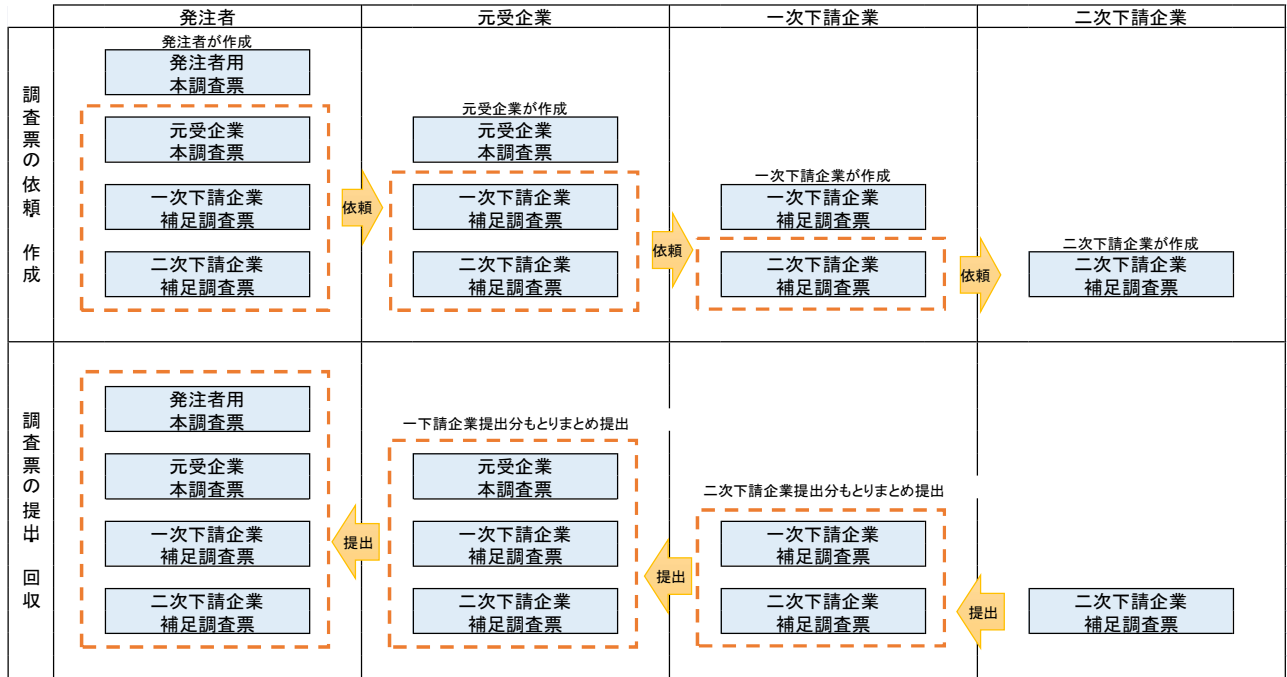 発注者
元受企業
一次下請企業
二次下請企業
調査票の依頼 作成
発注者が作成
発注者用
本調査票
元受企業
本調査票
一次下請企業
補足調査票
二次下請企業
補足調査票
依頼
元受企業が作成
元受企業
本調査票
一次下請企業
補足調査票
二次下請企業
補足調査票
依頼
一次下請企業が作成
一次下請企業
補足調査票
二次下請企業
補足調査票
依頼
二次下請企業が作成
二次下請企業
補足調査票
調査票の提出 回収
発注者用
本調査票
元受企業
本調査票
一次下請企業
補足調査票
二次下請企業
補足調査票
提出
一下請企業提出分もとりまとめ提出
元受企業
本調査票
一次下請企業
補足調査票
二次下請企業
補足調査票
提出
二次下請企業提出分もとりまとめ提出
一次下請企業
補足調査票
二次下請企業
補足調査票
提出
二次下請企業
補足調査票